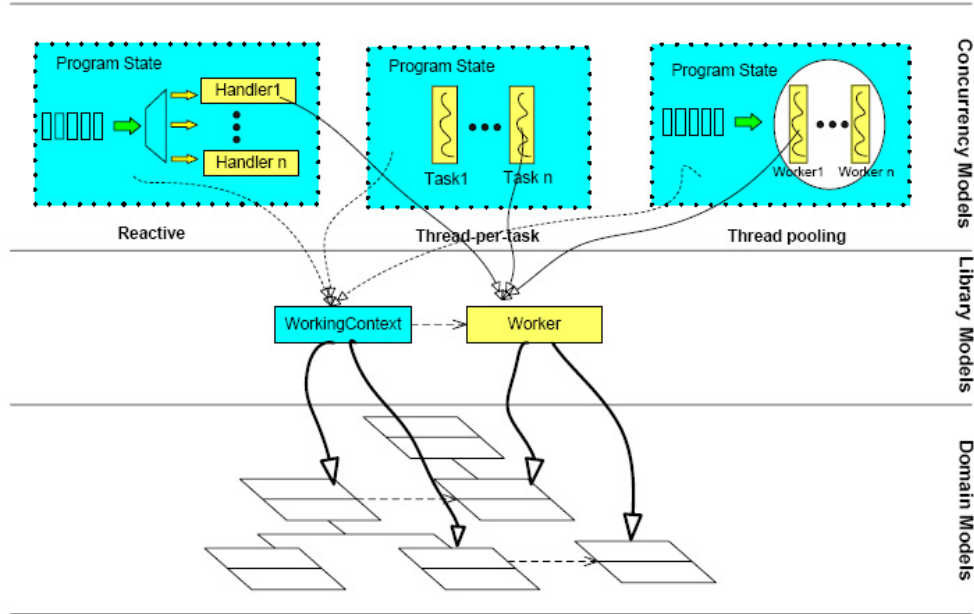 Program State
Handler1
Handler n
Reactive
Program State
Task1
Task n
Thread-per-task
Program State
Worker1
Worker n
Thread pooling
Concurrency Models
WorkingContext
Worker
Library Models
Domain Models